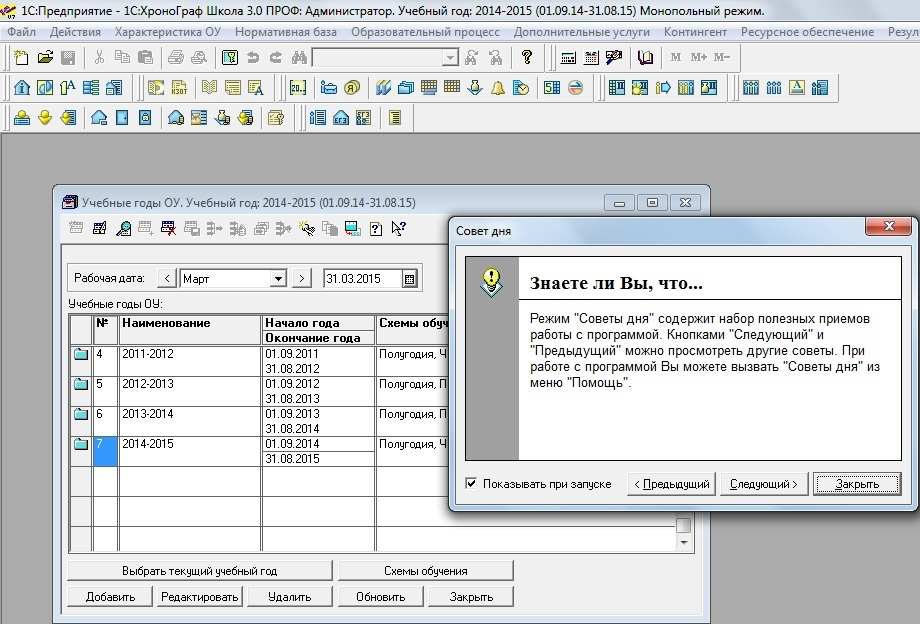 1С:Предприятие - 1С:ХроноГраф Школа 3.0 ПРОФ: Администратор. Учебный год: 2014-2015 (01.09.14-31.08.15) Монопольный режим.
Файл Действия Характеристика ОУ Нормативная база Образовательный процесс Дополнительные услуги Контингент Ресурсное обеспечение Резул
М М+ М−
Учебные годы ОУ. Учебный год: 2014-2015 (01.09.14-31.08.15)
Рабочая дата: < Март > 31.03.2015
Учебные годы ОУ:
№ Наименование Начало года Схемы обуч
Окончание года
4 2011-2012 01.09.2011 Полугодия, Ч
31.08.2012
5 2012-2013 01.09.2012 Полугодия, П
31.08.2013
6 2013-2014 01.09.2013 Полугодия, П
31.08.2014
7 2014-2015 01.09.2014 Полугодия, Ч
31.08.2015
Выбрать текущий учебный год Схемы обучения
Добавить Редактировать Удалить Обновить Закрыть
Совет дня
Знаете ли Вы, что...
Режим "Советы дня" содержит набор полезных приемов
работы с программой. Кнопками "Следующий" и
"Предыдущий" можно просмотреть другие советы. При
работе с программой Вы можете вызвать "Советы дня" из
меню "Помощь".
Показывать при запуске < Предыдущий Следующий > Закрыть